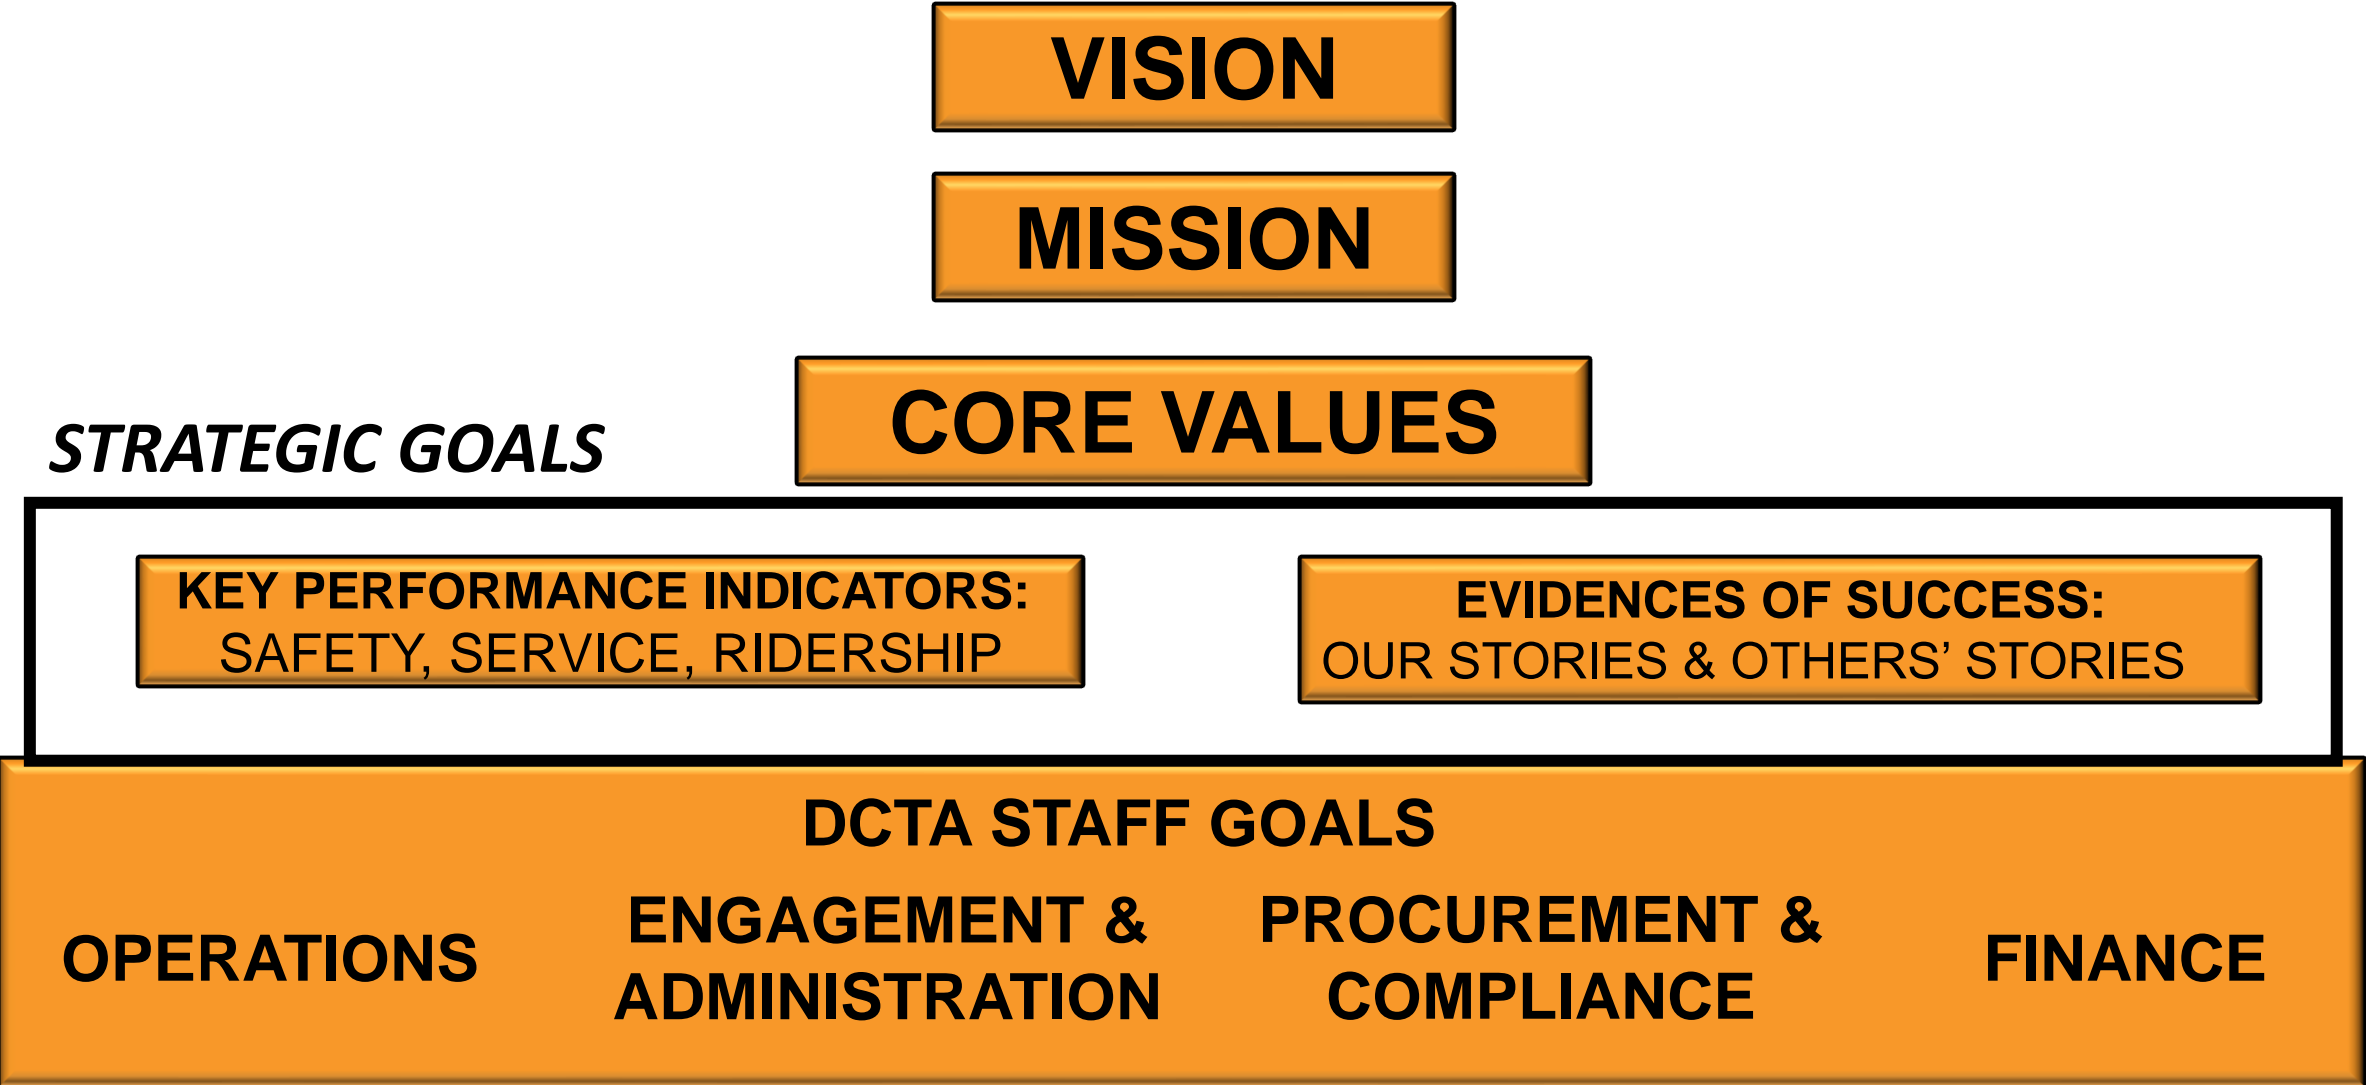 VISION
MISSION
CORE VALUES
STRATEGIC GOALS
KEY PERFORMANCE INDICATORS:
SAFETY, SERVICE, RIDERSHIP
EVIDENCES OF SUCCESS:
OUR STORIES & OTHERS’ STORIES
DCTA STAFF GOALS
OPERATIONS
ENGAGEMENT &
ADMINISTRATION
PROCUREMENT &
COMPLIANCE
FINANCE